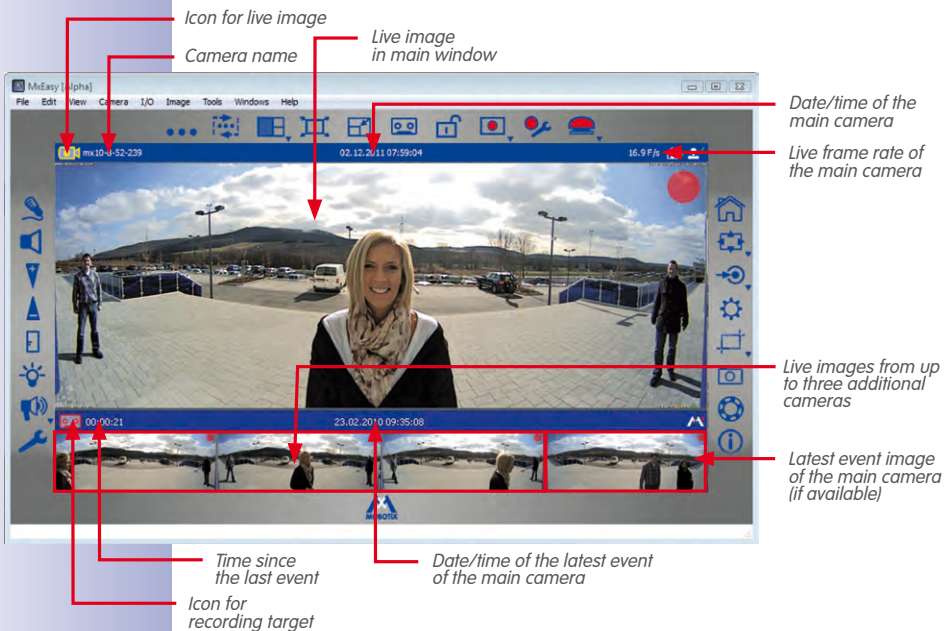 Icon for live image
Camera name
Live image
in main window
MxEasy [Alpha]
File Edit View Camera I/O Image Tools Windows Help
Date/time of the
main camera
mx10-8-52-239 02.12.2011 07:59:04 16.9 F/s
Live frame rate of
the main camera
Live images from up
to three additional
cameras
00:00:21 23.02.2010 09:35:08
Latest event image
of the main camera
(if available)
MOBOTIX
Time since
the last event
Date/time of the latest event
of the main camera
Icon for
recording target